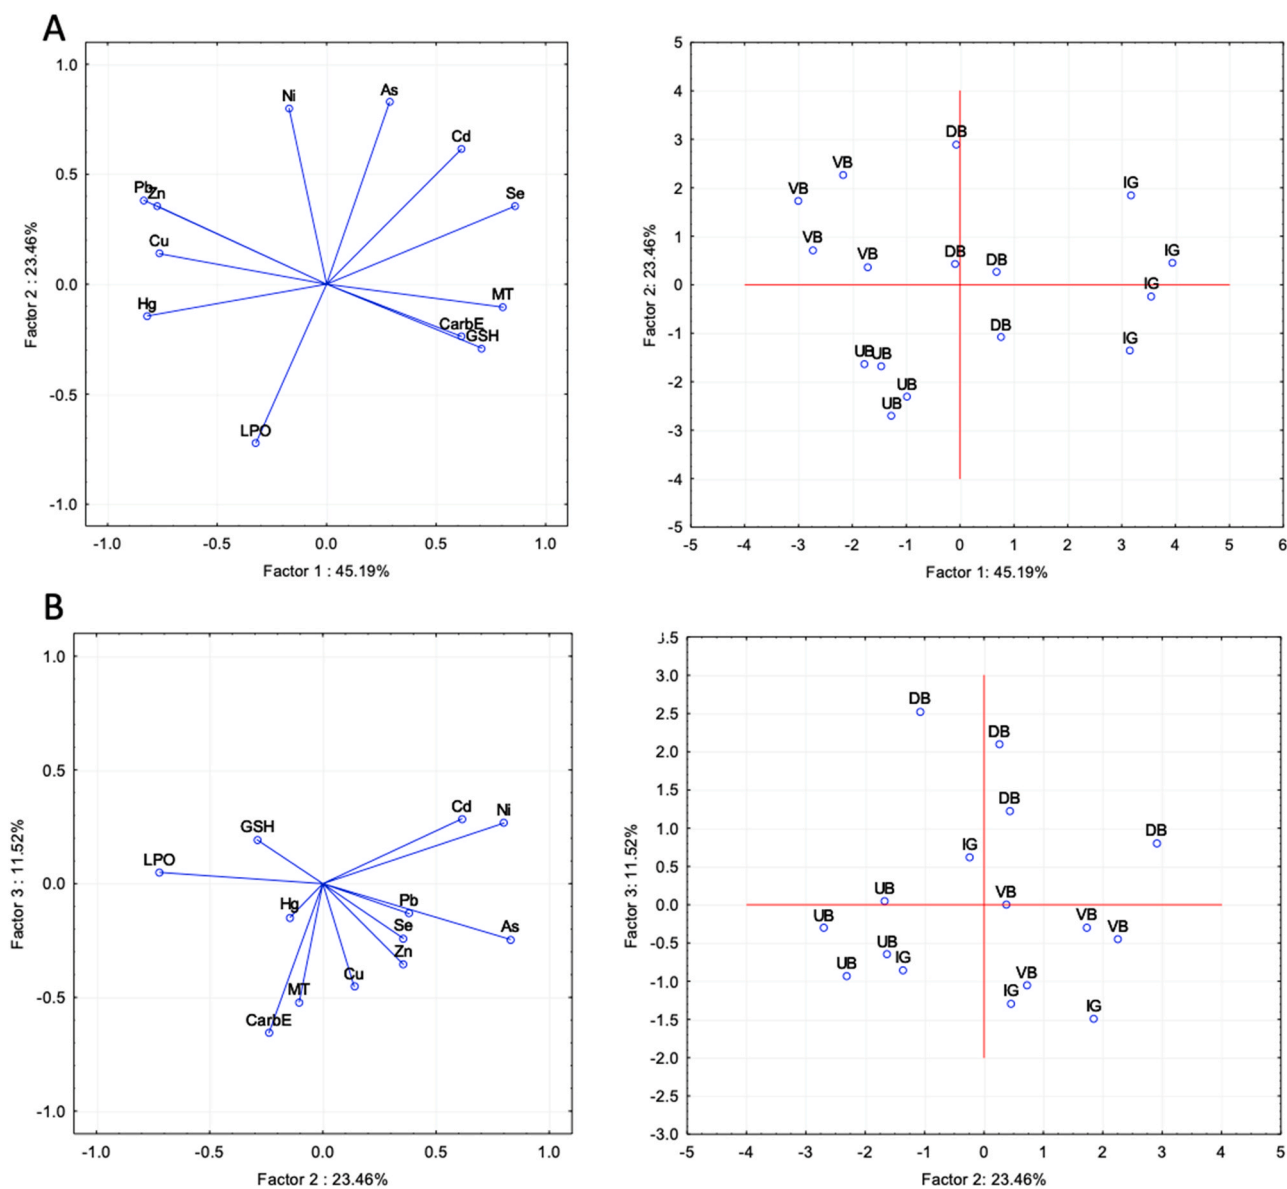 A
1.0
0.5
0.0
-0.5
-1.0
Factor 2 : 23.46%
Ni
As
Cd
Se
Pb
Zn
Cu
Hg
MT
CarbE
GSH
LPO
-1.0 -0.5 0.0 0.5 1.0
Factor 1 : 45.19%
5
4
3
2
1
0
-1
-2
-3
-4
-5
Factor 2: 23.46%
DB
VB
VB
IG
VB
VB
DB
DB
IG
IG
DB
IG
UB
UB
UB
UB
-5 -4 -3 -2 -1 0 1 2 3 4 5 6
Factor 1: 45.19%
B
1.0
0.5
0.0
-0.5
-1.0
Factor 3 : 11.52%
Cd
Ni
GSH
LPO
Hg
Pb
Se
As
Zn
Cu
MT
CarbE
-1.0 -0.5 0.0 0.5 1.0
Factor 2 : 23.46%
.5
3.0
2.5
2.0
1.5
1.0
0.5
0.0
-0.5
-1.0
-1.5
-2.0
-2.5
-3.0
Factor 3: 11.52%
DB
DB
DB
DB
IG
UB
VB
UB
VB
VB
UB
IG
UB
VB
IG
IG
-5 -4 -3 -2 -1 0 1 2 3 4 5
Factor 2: 23.46%